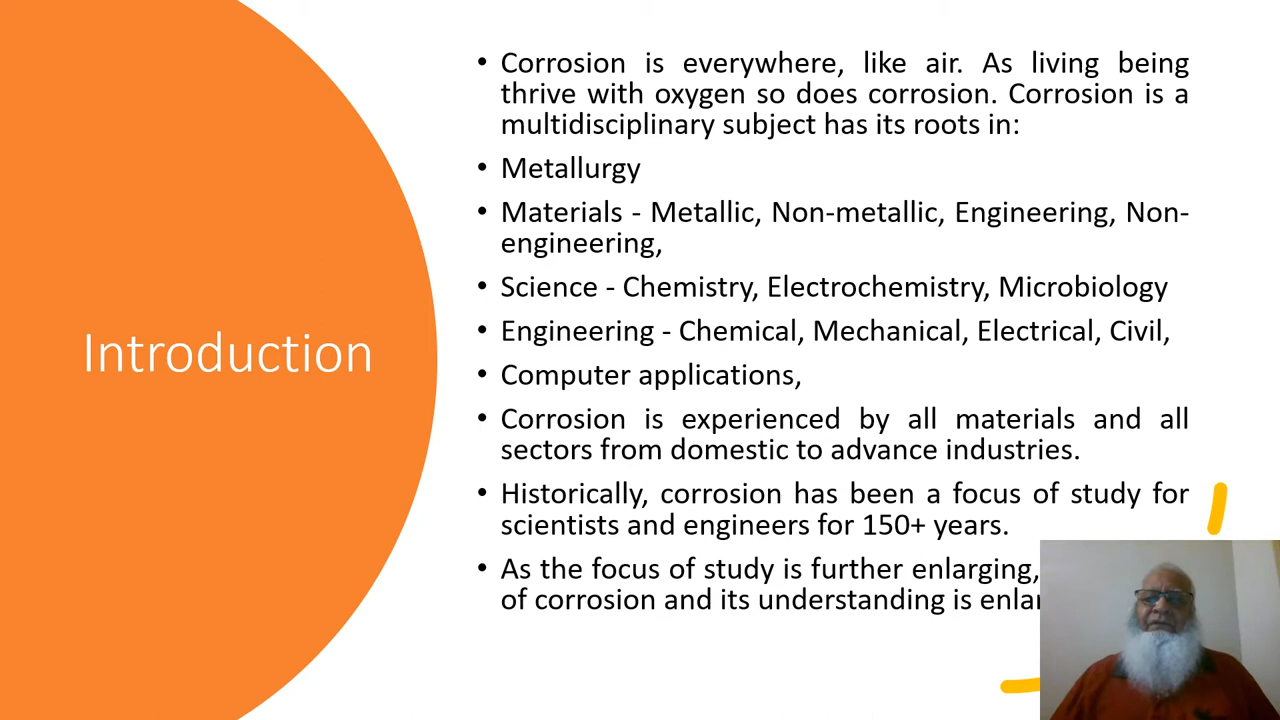 Introduction
• Corrosion is everywhere, like air. As living being
thrive with oxygen so does corrosion. Corrosion is a
multidisciplinary subject has its roots in:
• Metallurgy
• Materials - Metallic, Non-metallic, Engineering, Non-
engineering,
• Science - Chemistry, Electrochemistry, Microbiology
• Engineering - Chemical, Mechanical, Electrical, Civil,
• Computer applications,
• Corrosion is experienced by all materials and all
sectors from domestic to advance industries.
• Historically, corrosion has been a focus of study for
scientists and engineers for 150+ years.
• As the focus of study is further enlarging,
of corrosion and its understanding is